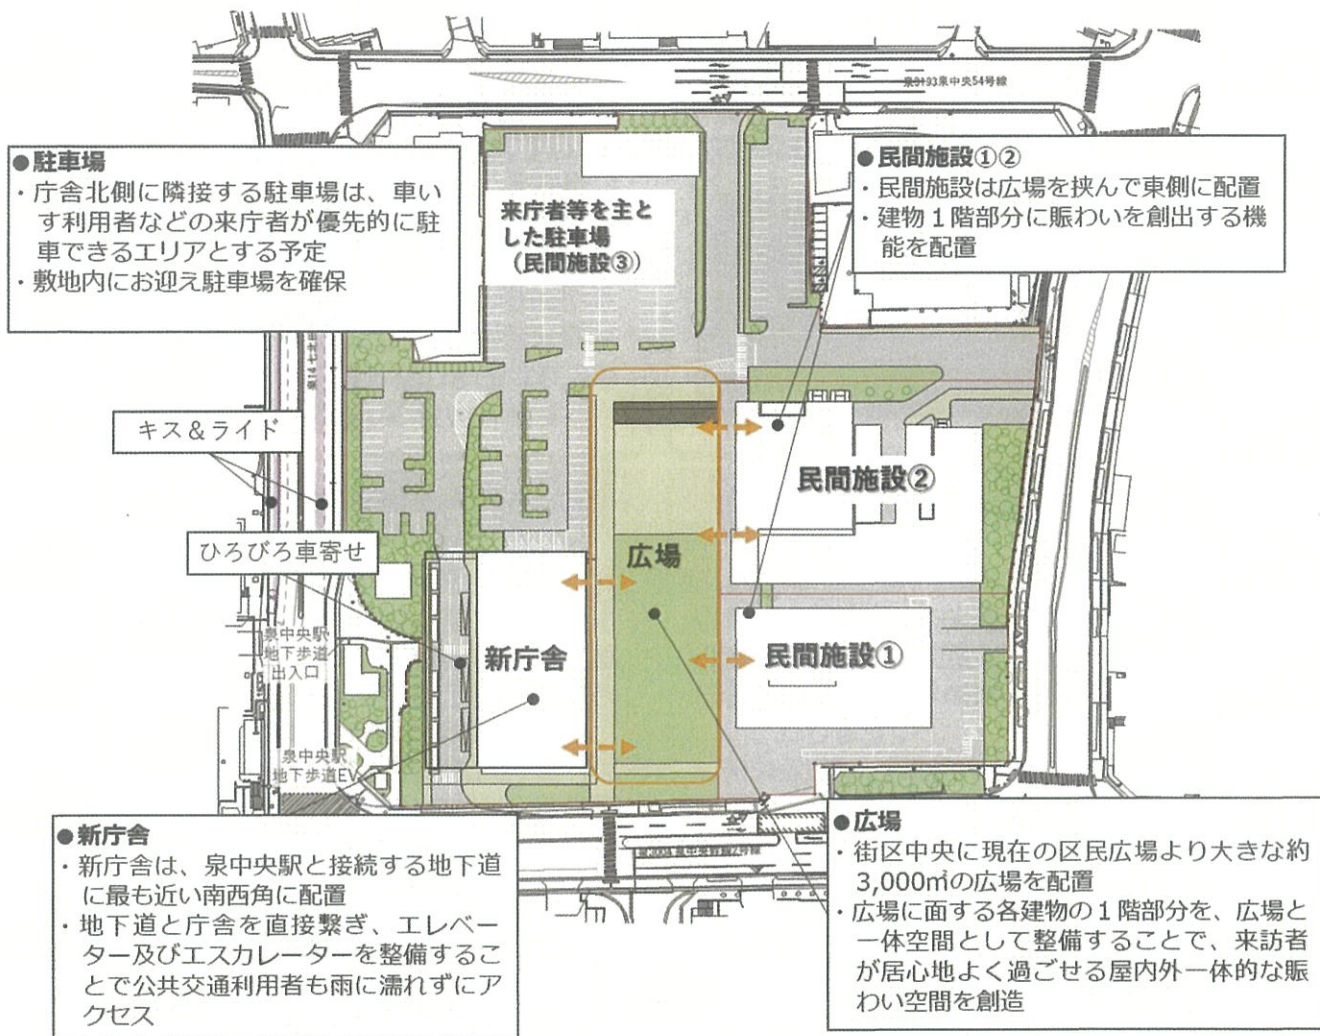 泉9193泉中央54号線
●駐車場
・庁舎北側に隣接する駐車場は、車い
す利用者などの来庁者が優先的に駐
車できるエリアとする予定
・敷地内にお迎え駐車場を確保
来庁者等を主と
した駐車場
（民間施設③）
●民間施設①②
・民間施設は広場を挟んで東側に配置
・建物１階部分に賑わいを創出する機
能を配置
キス＆ライド
ひろびろ車寄せ
民間施設②
広場
新庁舎
民間施設①
泉中央駅
地下歩道
出入口
泉中央駅
地下歩道EV
●新庁舎
・新庁舎は、泉中央駅と接続する地下道
に最も近い南西角に配置
・地下道と庁舎を直接繋ぎ、エレベー
ター及びエスカレーターを整備するこ
とで公共交通利用者も雨に濡れずにア
クセス
●広場
・街区中央に現在の区民広場より大きな約
3,000㎡の広場を配置
・広場に面する各建物の１階部分を、広場と
一体空間として整備することで、来訪者
が居心地よく過ごせる屋内外一体的な賑
わい空間を創造